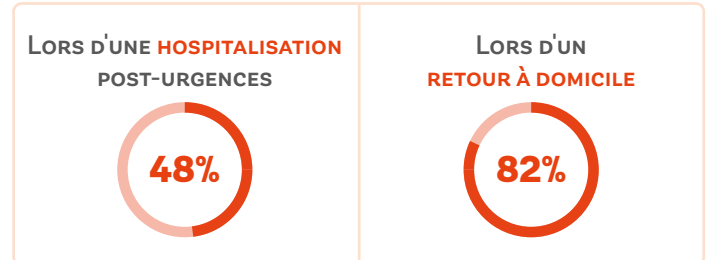 Lors d'une hospitalisation
post-urgences
48%
Lors d'un
retour à domicile
82%